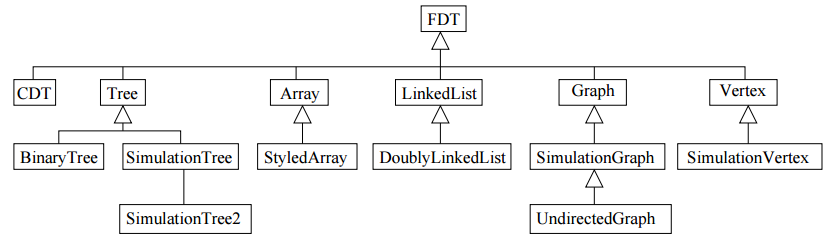 FDT
CDT
Tree
Array
LinkedList
Graph
Vertex
BinaryTree
SimulationTree
StyledArray
DoublyLinkedList
SimulationGraph
SimulationVertex
SimulationTree2
UndirectedGraph